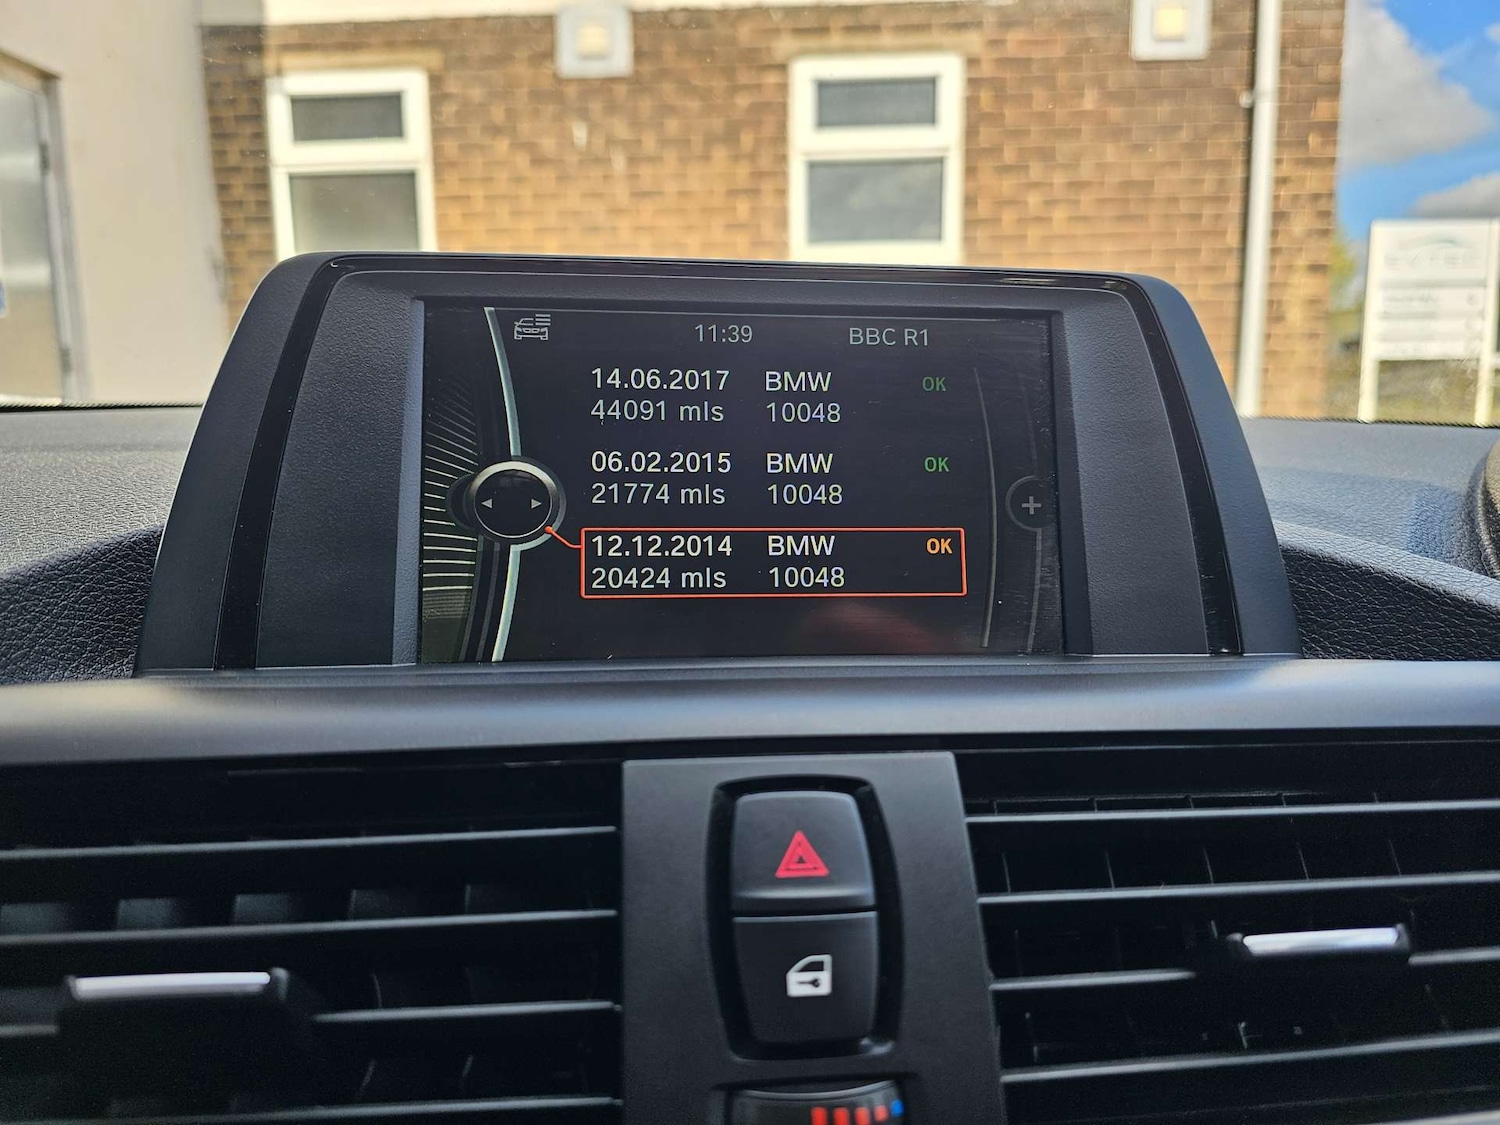 11:39 BBC R1
14.06.2017 BMW OK
44091 mls 10048
06.02.2015 BMW OK
21774 mls 10048
12.12.2014 BMW OK
20424 mls 10048